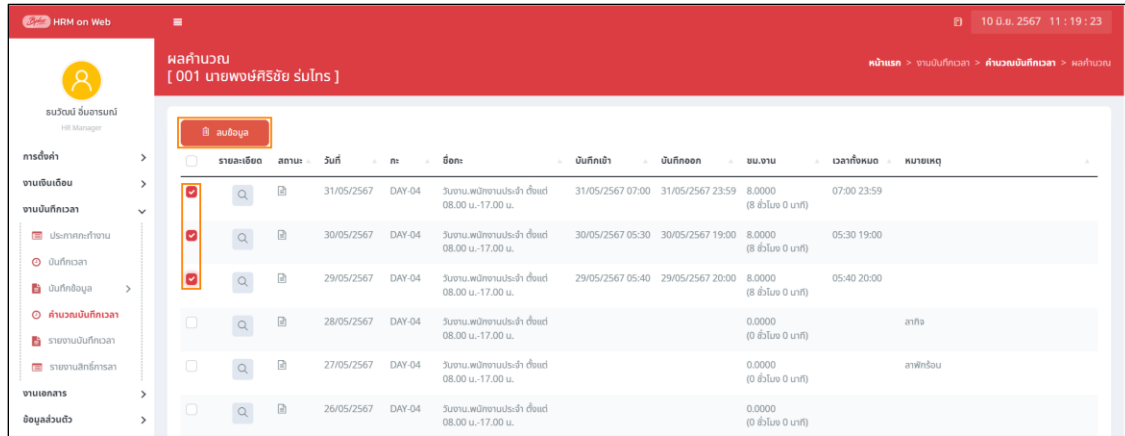 HRM on Web
10 มิ.ย. 2567 11 : 19 : 23
ผลคำนวณ
[ 001 นายพงษ์ศิริชัย ร่มไทร ]
หน้าแรก > งานบันทึกเวลา > คำนวณบันทึกเวลา > ผลคำนวณ
ธนวัฒน์ อิ่มอารมณ์
HR Manager
การตั้งค่า
งานเงินเดือน
งานบันทึกเวลา
ประกาศกะทำงาน
บันทึกเวลา
บันทึกข้อมูล
คำนวณบันทึกเวลา
รายงานบันทึกเวลา
รายงานสิทธิ์การลา
งานเอกสาร
ข้อมูลส่วนตัว
ลบข้อมูล
รายละเอียด สถานะ วันที่ กะ ชื่อกะ บันทึกเข้า บันทึกออก ชม.งาน เวลาทั้งหมด หมายเหตุ
31/05/2567 DAY-04 วันงาน.พนักงานประจำ ตั้งแต่ 31/05/2567 07:00 31/05/2567 23:59 8.0000 07:00 23:59
08.00 น.-17.00 น. (8 ชั่วโมง 0 นาที)
30/05/2567 DAY-04 วันงาน.พนักงานประจำ ตั้งแต่ 30/05/2567 05:30 30/05/2567 19:00 8.0000 05:30 19:00
08.00 น.-17.00 น. (8 ชั่วโมง 0 นาที)
29/05/2567 DAY-04 วันงาน.พนักงานประจำ ตั้งแต่ 29/05/2567 05:40 29/05/2567 20:00 8.0000 05:40 20:00
08.00 น.-17.00 น. (8 ชั่วโมง 0 นาที)
28/05/2567 DAY-04 วันงาน.พนักงานประจำ ตั้งแต่ 0.0000 ลากิจ
08.00 น.-17.00 น. (0 ชั่วโมง 0 นาที)
27/05/2567 DAY-04 วันงาน.พนักงานประจำ ตั้งแต่ 0.0000 ลาพักร้อน
08.00 น.-17.00 น. (0 ชั่วโมง 0 นาที)
26/05/2567 DAY-04 วันงาน.พนักงานประจำ ตั้งแต่ 0.0000
08.00 น.-17.00 น. (0 ชั่วโมง 0 นาที)